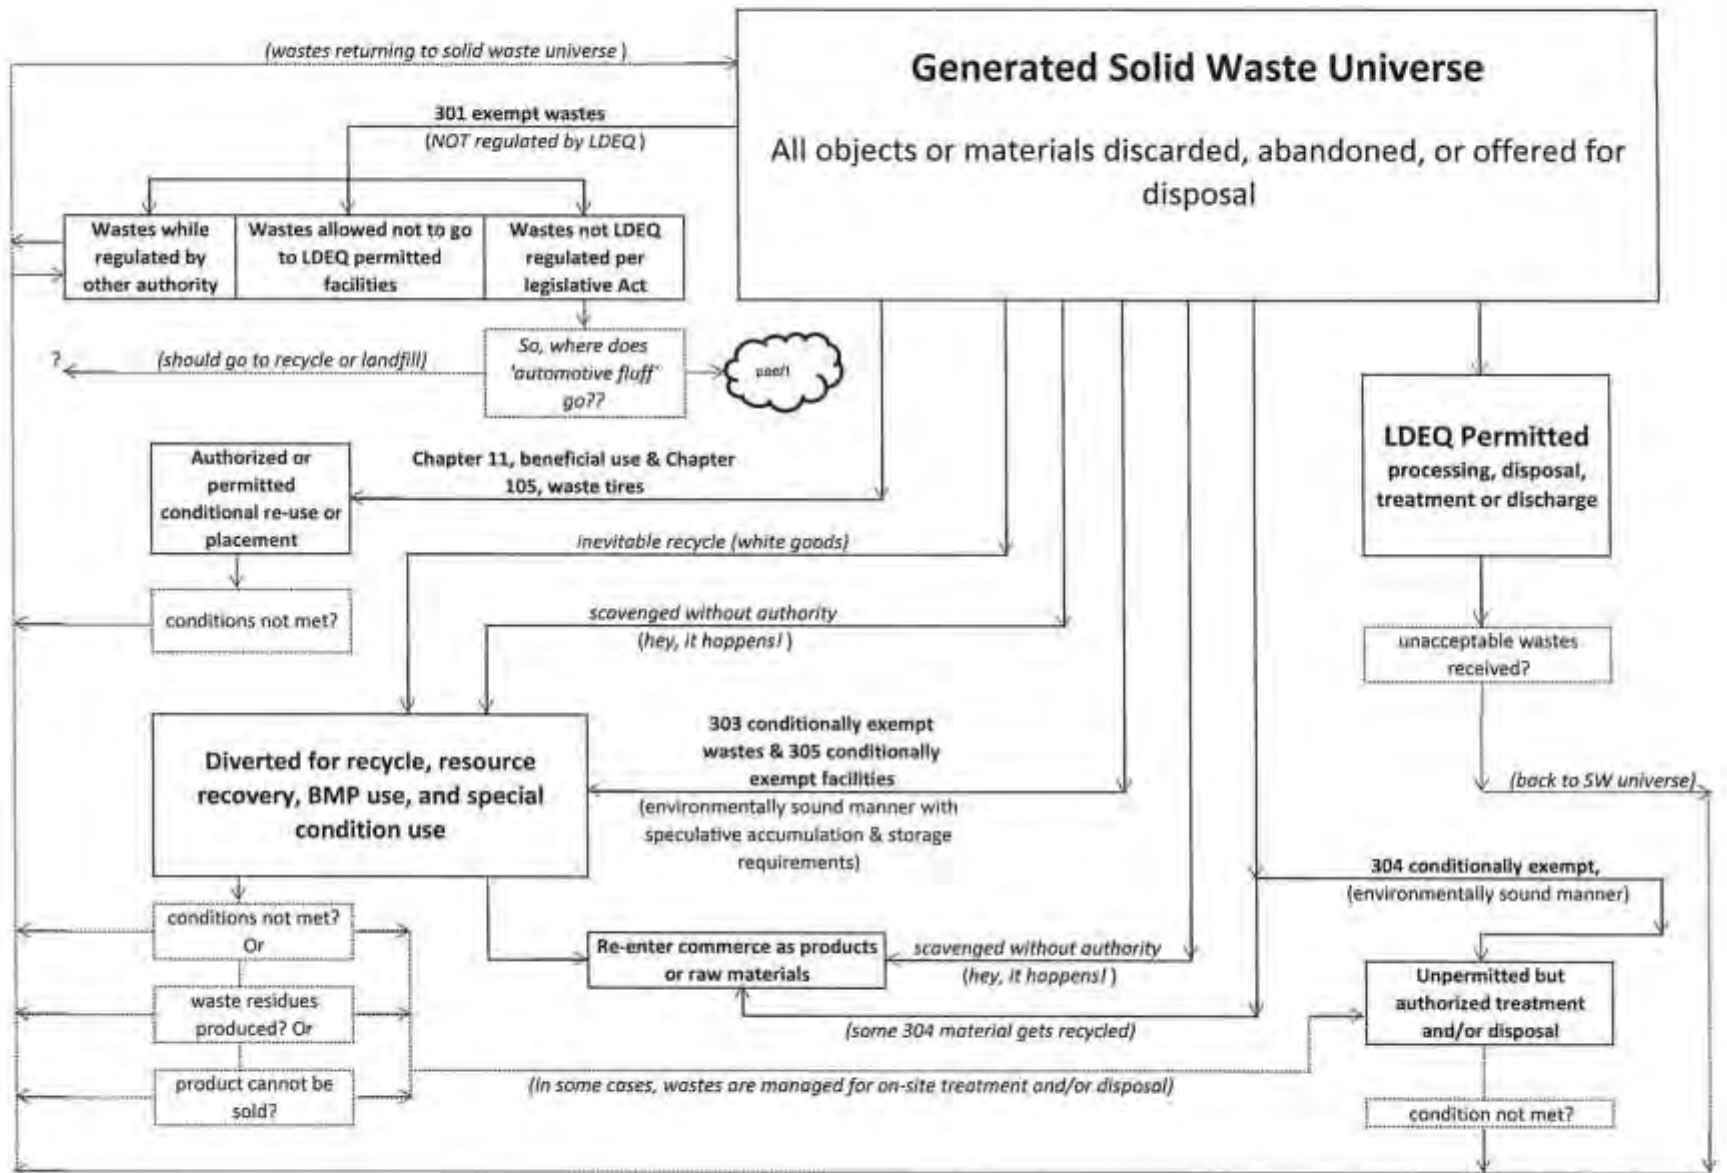 (wastes returning to solid waste universe )
Generated Solid Waste Universe
All objects or materials discarded, abandoned, or offered for
disposal
301 exempt wastes
(NOT regulated by LDEQ )
Wastes while
regulated by
other authority
Wastes allowed not to go
to LDEQ permitted
facilities
Wastes not LDEQ
regulated per
legislative Act
?
(should go to recycle or landfill)
So, where does
'automotive fluff'
go??
LDEQ Permitted
processing, disposal,
treatment or discharge
Authorized or
permitted
conditional re-use or
placement
Chapter 11, beneficial use & Chapter
105, waste tires
inevitable recycle (white goods)
conditions not met?
scavenged without authority
(hey, it happens! )
unacceptable wastes
received?
Diverted for recycle, resource
recovery, BMP use, and special
condition use
303 conditionally exempt
wastes & 305 conditionally
exempt facilities
(environmentally sound manner with
speculative accumulation & storage
requirements)
(back to SW universe)
304 conditionally exempt,
(environmentally sound manner)
conditions not met?
Or
waste residues
produced? Or
product cannot be
sold?
Re-enter commerce as products
or raw materials
scavenged without authority
(hey, it happens! )
(some 304 material gets recycled)
Unpermitted but
authorized treatment
and/or disposal
(In some cases, wastes are managed for on-site treatment and/or disposal)
condition not met?